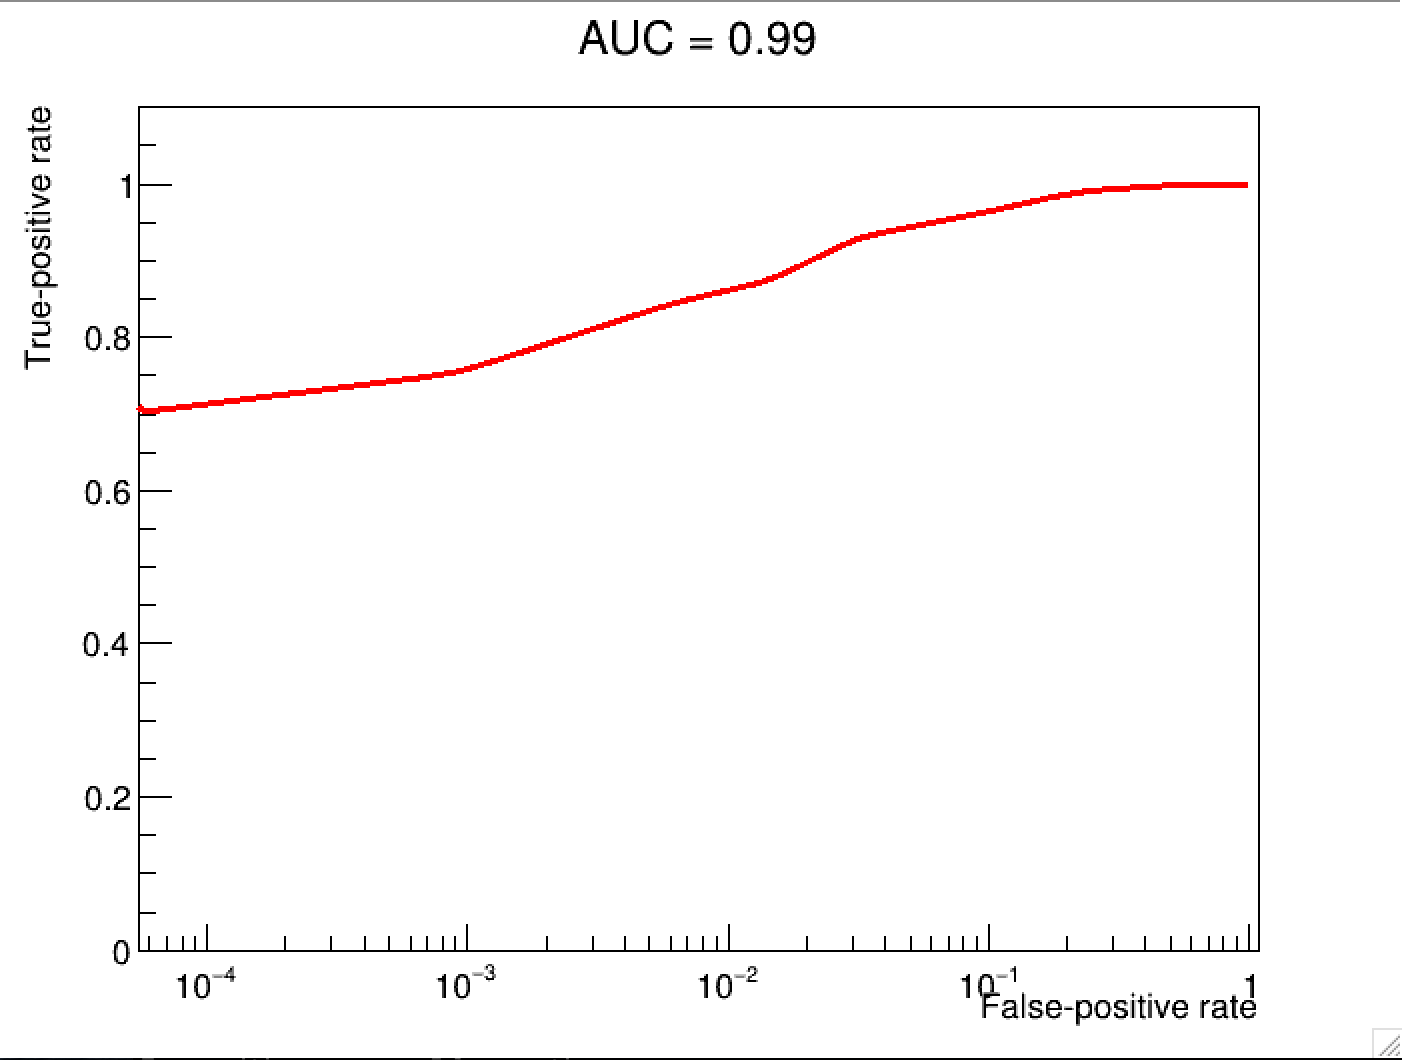 AUC = 0.99
True-positive rate
1
0.8
0.6
0.4
0.2
0
10⁻⁴ 10⁻³ 10⁻² 10⁻¹ 1
False-positive rate